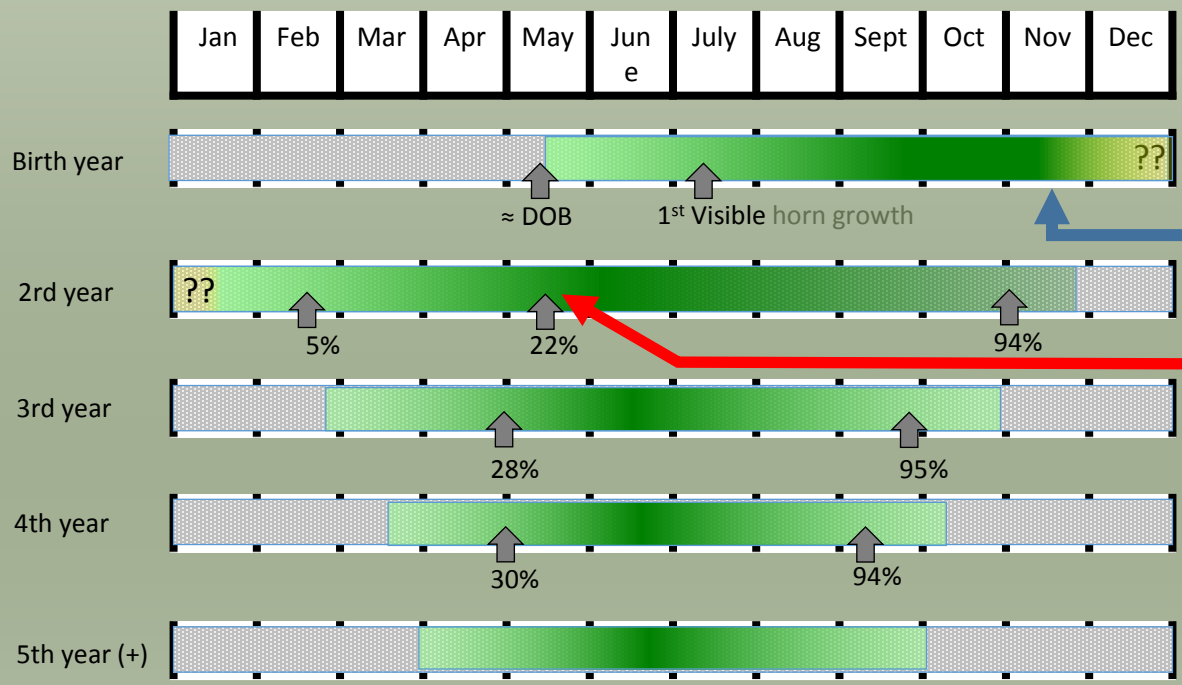 Jan Feb Mar Apr May Jun July Aug Sept Oct Nov Dec
e
Birth year
??
≈ DOB 1st Visible horn growth
2rd year
??
5% 22% 94%
3rd year
28% 95%
4th year
30% 94%
5th year (+)